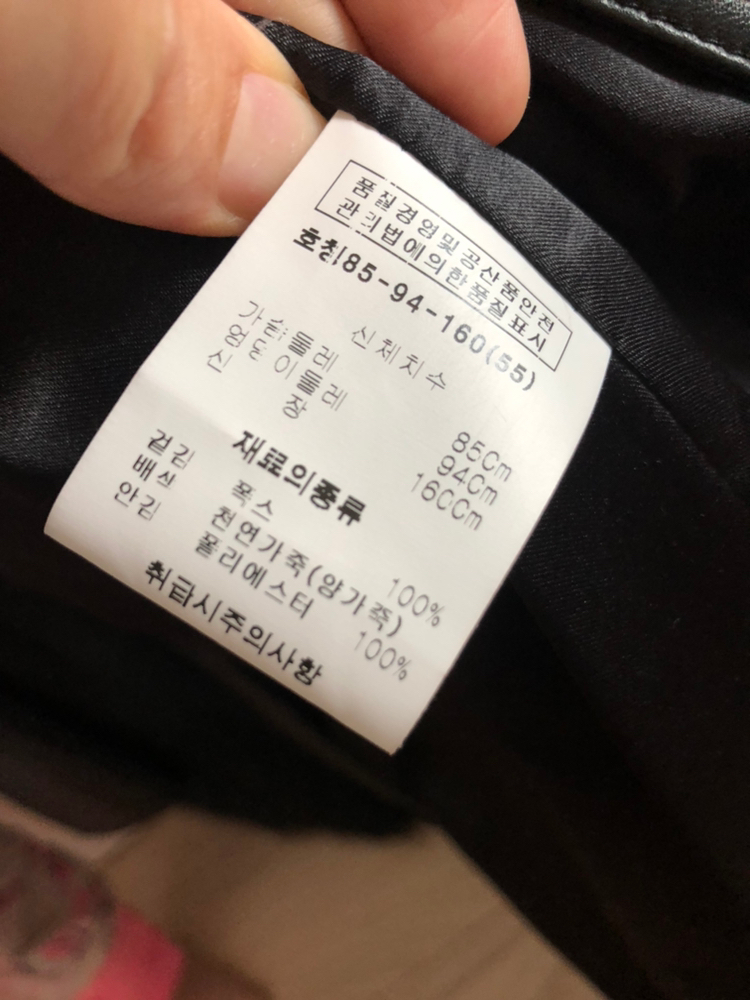 품질경영및공산품안전
관리법에의한품질표시
호칭85-94-160(55)
신체치수
가슴둘레 85Cm
엉덩이둘레 94Cm
신장 160Cm
재료의종류
겉감 폭스 100%
배색 천연가죽(양가죽)
안감 폴리에스터 100%
취급시주의사항